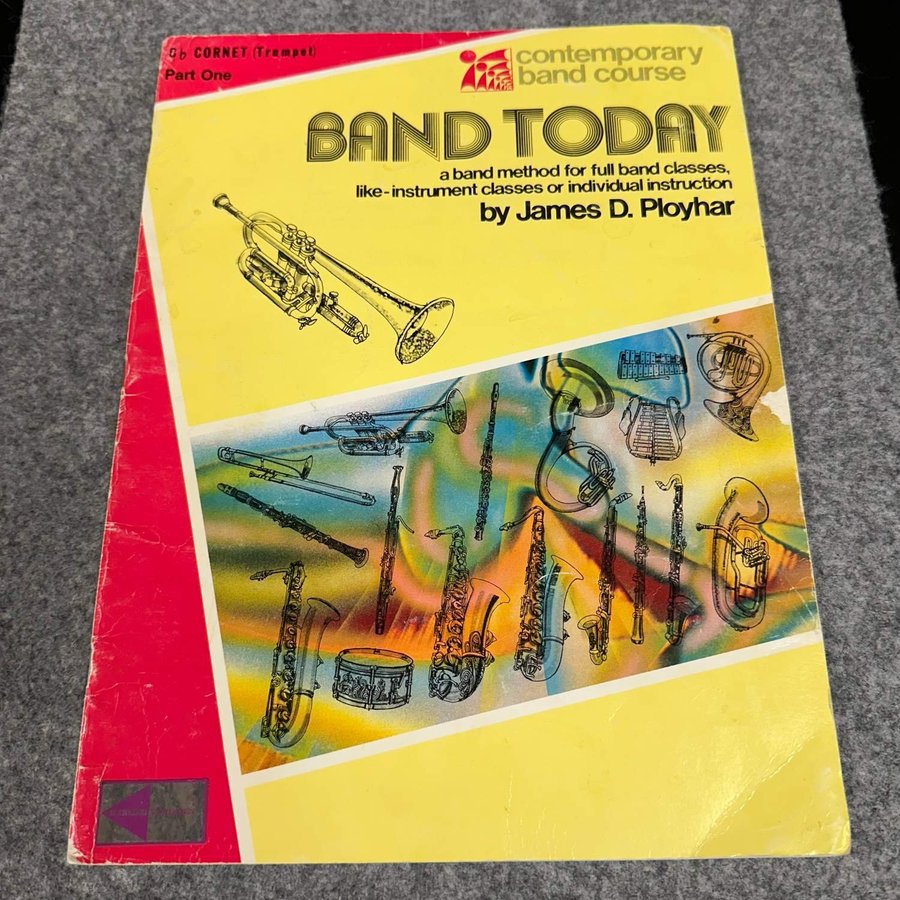 B♭ CORNET (Trumpet)
Part One
contemporary
band course
BAND TODAY
a band method for full band classes,
like-instrument classes or individual instruction
by James D. Ployhar